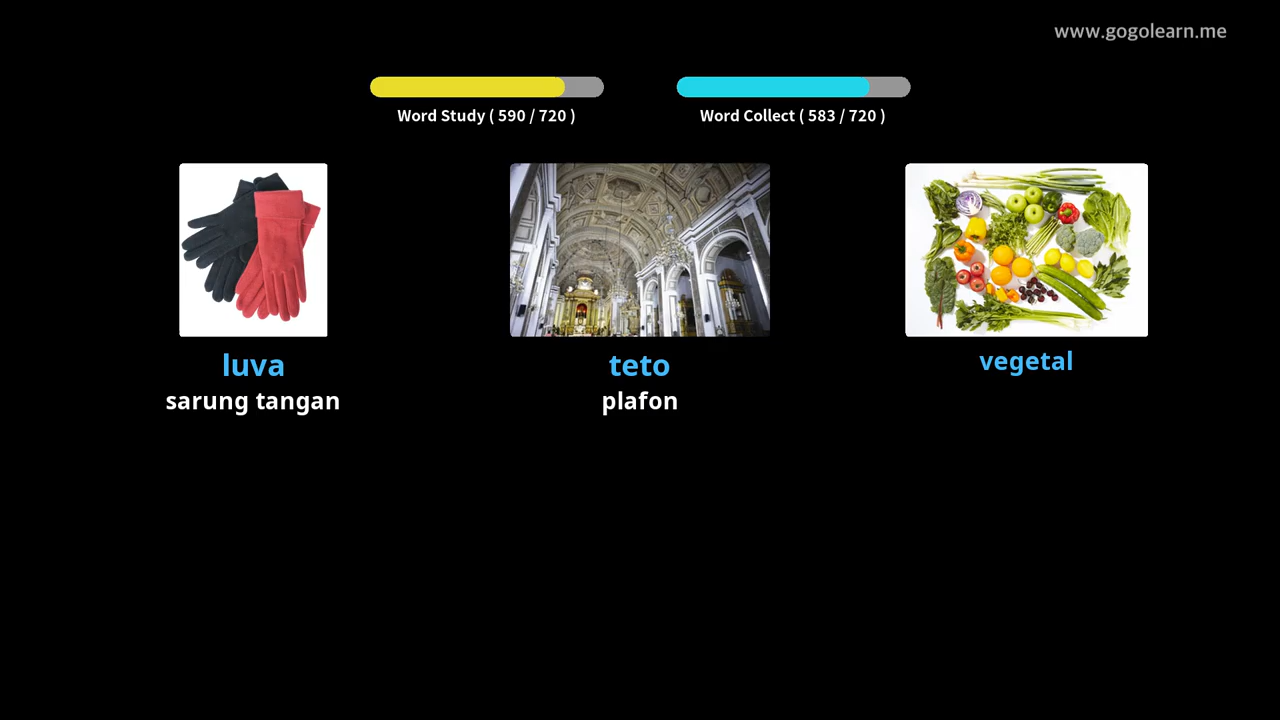 www.gogolearn.me
Word Study ( 590 / 720 )
Word Collect ( 583 / 720 )
luva
sarung tangan
teto
plafon
vegetal